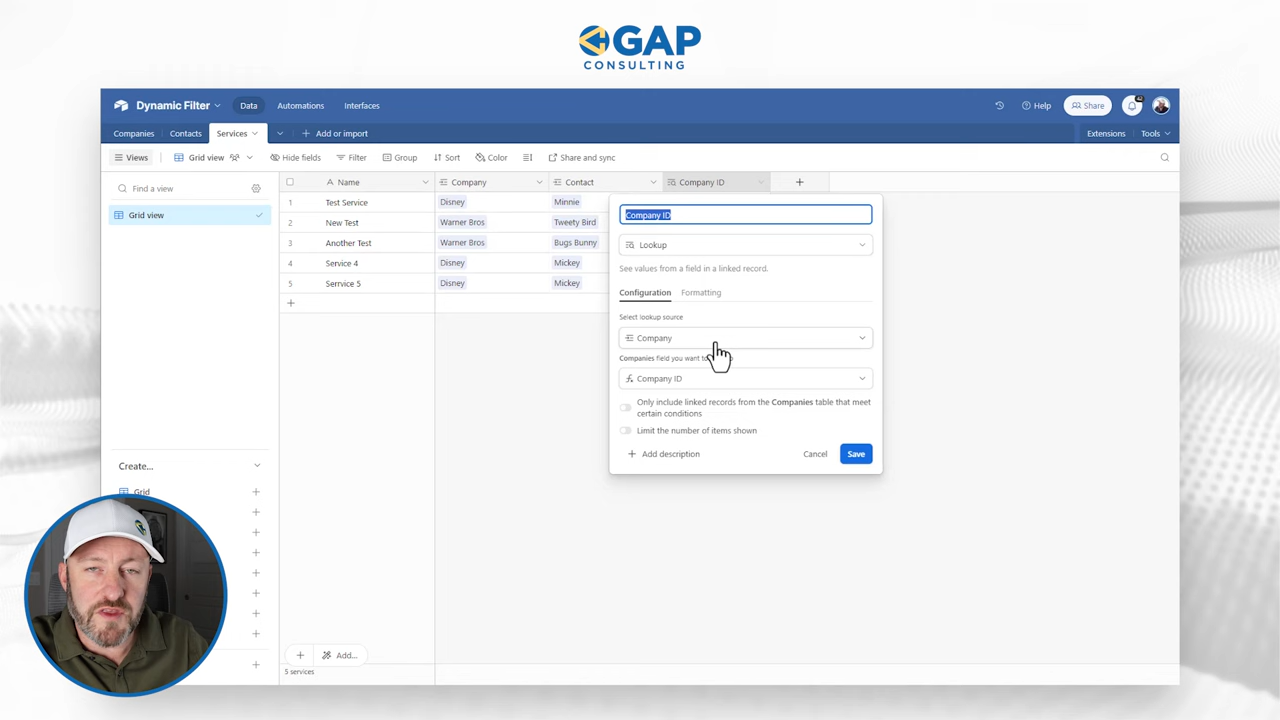 GAP
CONSULTING
Dynamic Filter Data Automations Interfaces Help Share
Companies Contacts Services Add or import Extensions Tools
Views Grid view Hide fields Filter Group Sort Color Share and sync
Find a view
Grid view
Name Company Contact Company ID
1 Test Service Disney Minnie
2 New Test Warner Bros Tweety Bird
3 Another Test Warner Bros Bugs Bunny
4 Service 4 Disney Mickey
5 Serrvice 5 Disney Mickey
Company ID
Lookup
See values from a field in a linked record.
Configuration Formatting
Select lookup source
Company
Companies field you want to
Company ID
Only include linked records from the Companies table that meet
certain conditions
Limit the number of items shown
Add description Cancel Save
Create...
Grid
Add...
5 services